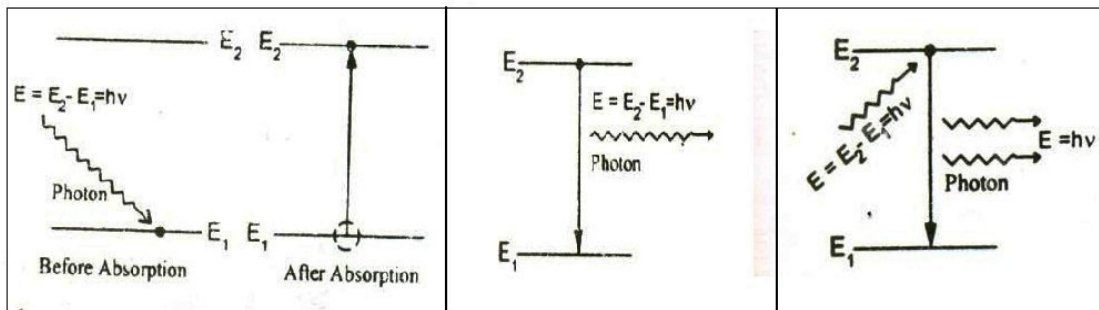 E₂ E₂
E = E₂ - E₁ = hν
Photon
E₁ E₁
Before Absorption After Absorption
E₂
E = E₂ - E₁ = hν
Photon
E₁
E₂
E = E₂ - E₁ = hν
E = hν
Photon
E₁